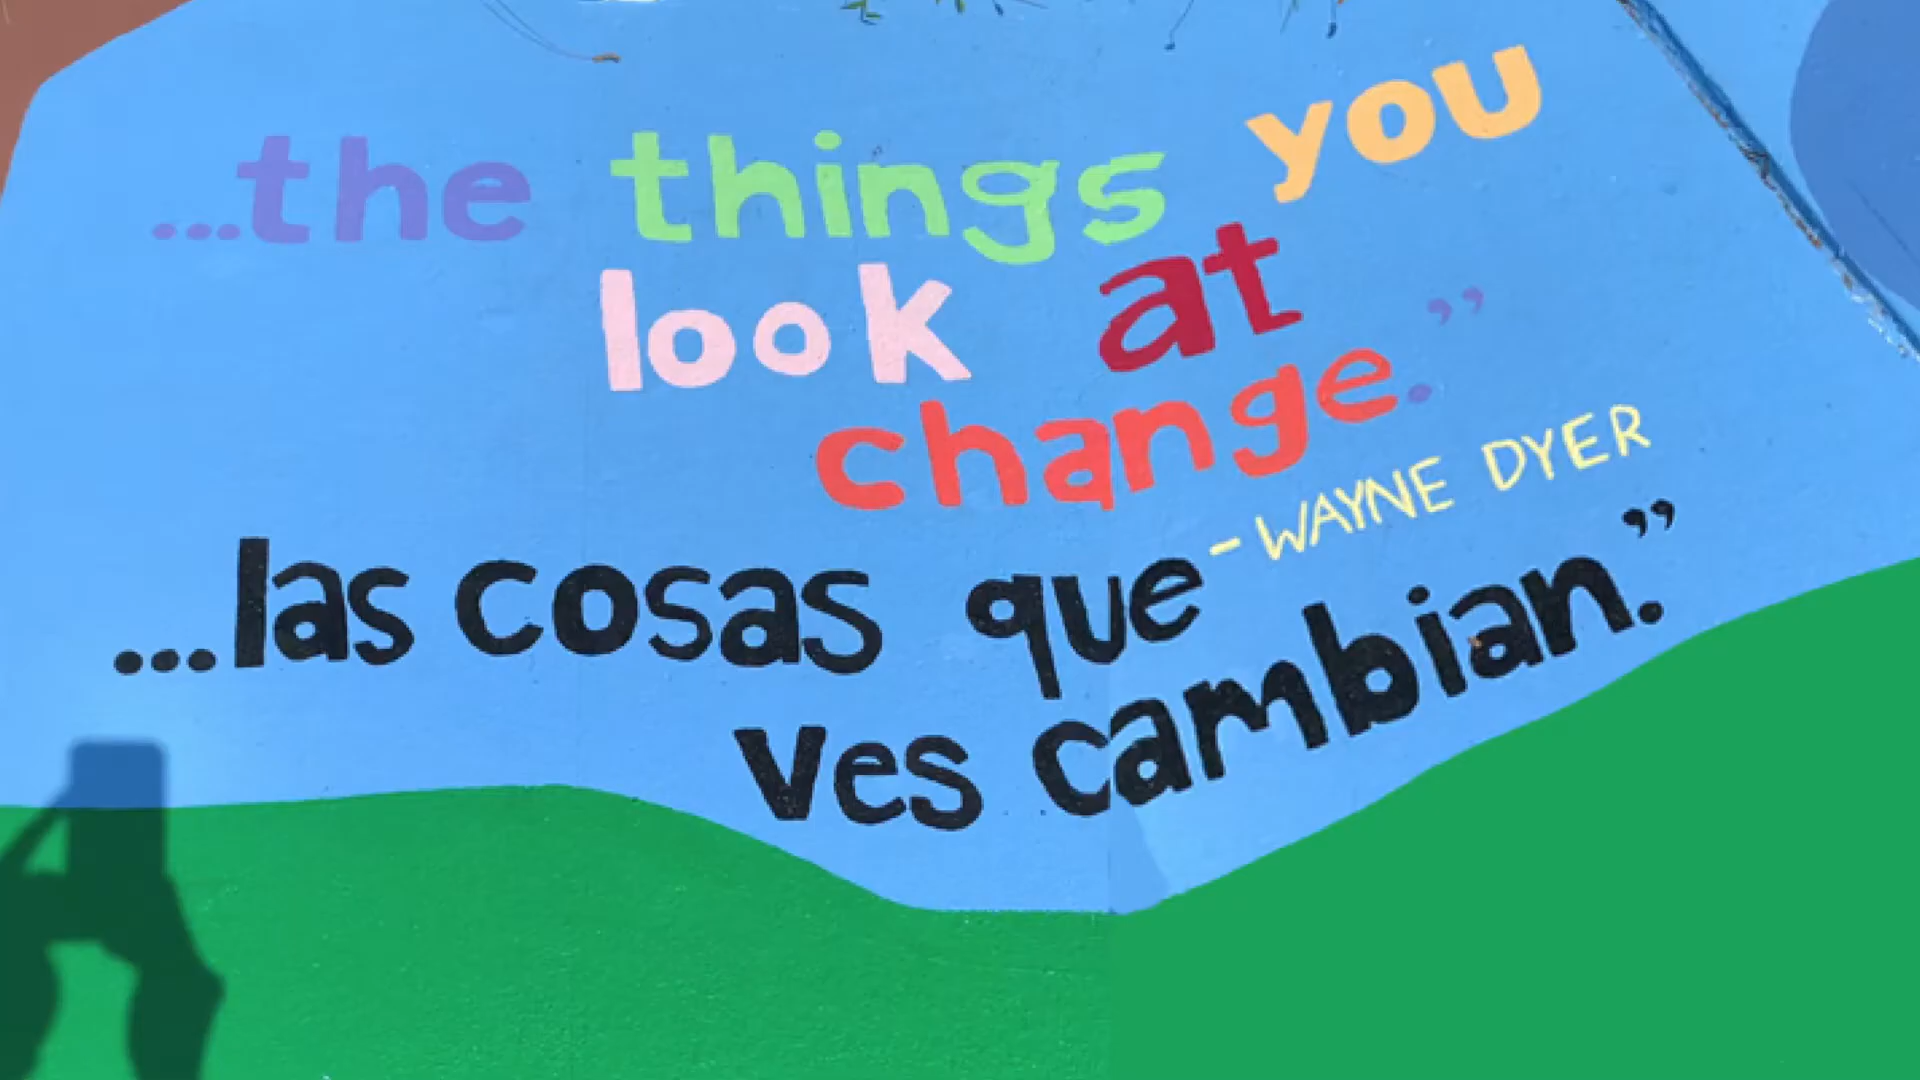 ...the things you
look at
change.”
- WAYNE DYER
...las cosas que
ves cambian.”